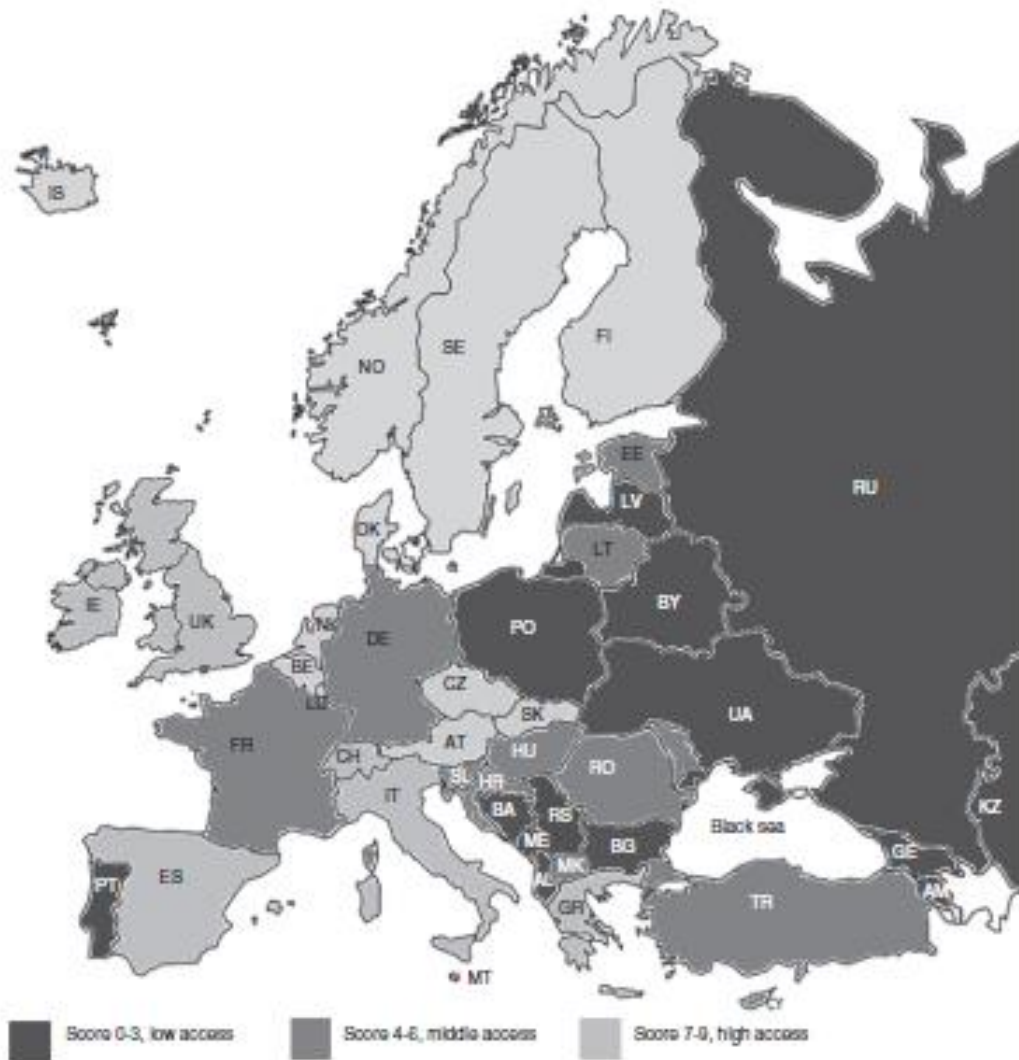 IS
FI
SE
NO
EE
RU
LV
DK
LT
IE
UK
BY
PO
NL
DE
BE
CZ
LU
UA
SK
AT
FR
HU
CH
RO
SL
HR
IT
KZ
BA
RS
Black sea
ME
BG
GE
MK
PT
ES
AL
AM
TR
GR
MT
CY
Score 0-3, low access
Score 4-6, middle access
Score 7-9, high access